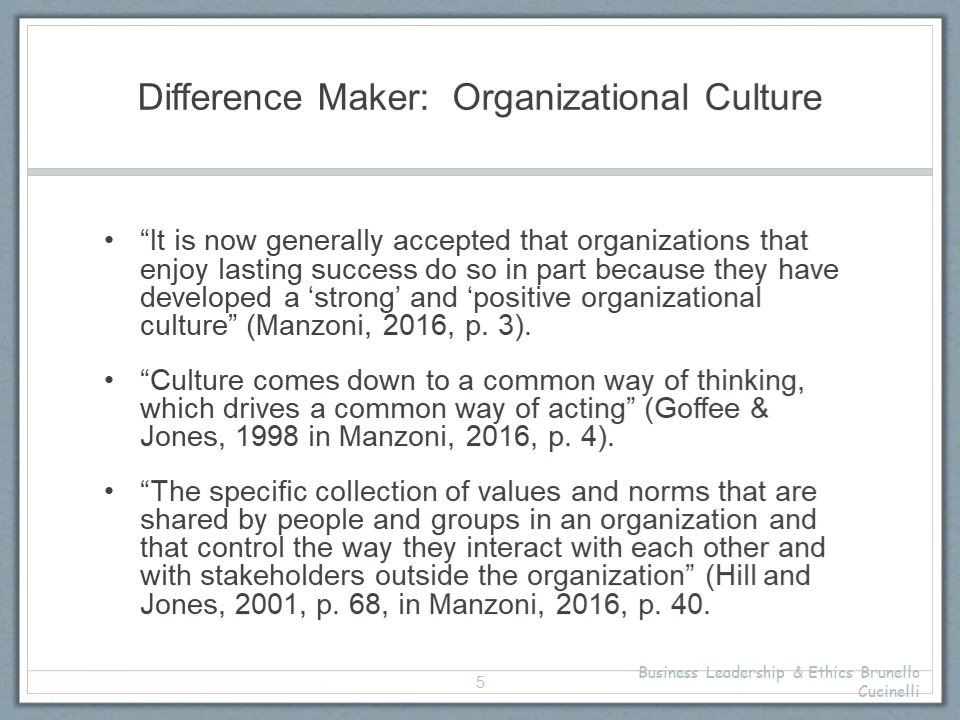 Difference Maker:  Organizational Culture
• “It is now generally accepted that organizations that
enjoy lasting success do so in part because they have
developed a ‘strong’ and ‘positive organizational
culture” (Manzoni, 2016, p. 3).
• “Culture comes down to a common way of thinking,
which drives a common way of acting” (Goffee &
Jones, 1998 in Manzoni, 2016, p. 4).
• “The specific collection of values and norms that are
shared by people and groups in an organization and
that control the way they interact with each other and
with stakeholders outside the organization” (Hill and
Jones, 2001, p. 68, in Manzoni, 2016, p. 40.
5
Business Leadership & Ethics Brunello
Cucinelli